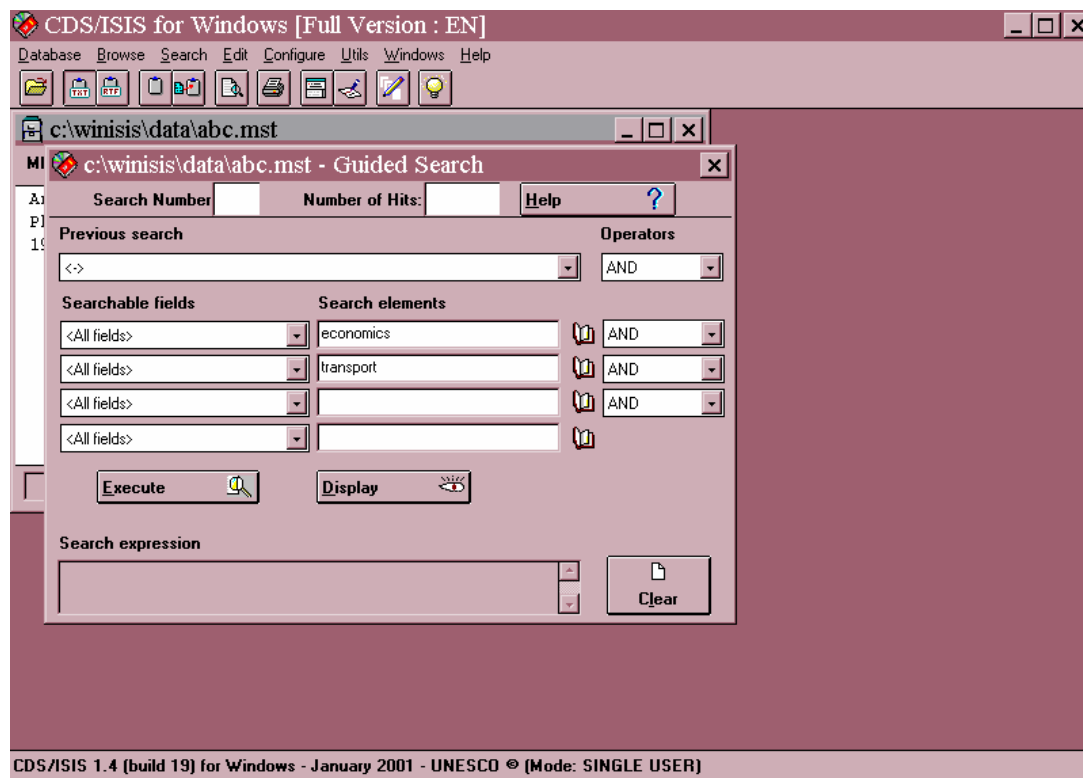 CDS/ISIS for Windows [Full Version : EN]
Database Browse Search Edit Configure Utils Windows Help
TXT RTF
c:\winisis\data\abc.mst
c:\winisis\data\abc.mst - Guided Search
Search Number Number of Hits: Help ?
Previous search Operators
<-> AND
Searchable fields Search elements
<All fields> economics AND
<All fields> transport AND
<All fields> AND
<All fields>
Execute Display
Search expression
Clear
CDS/ISIS 1.4 (build 19) for Windows - January 2001 - UNESCO © (Mode: SINGLE USER)